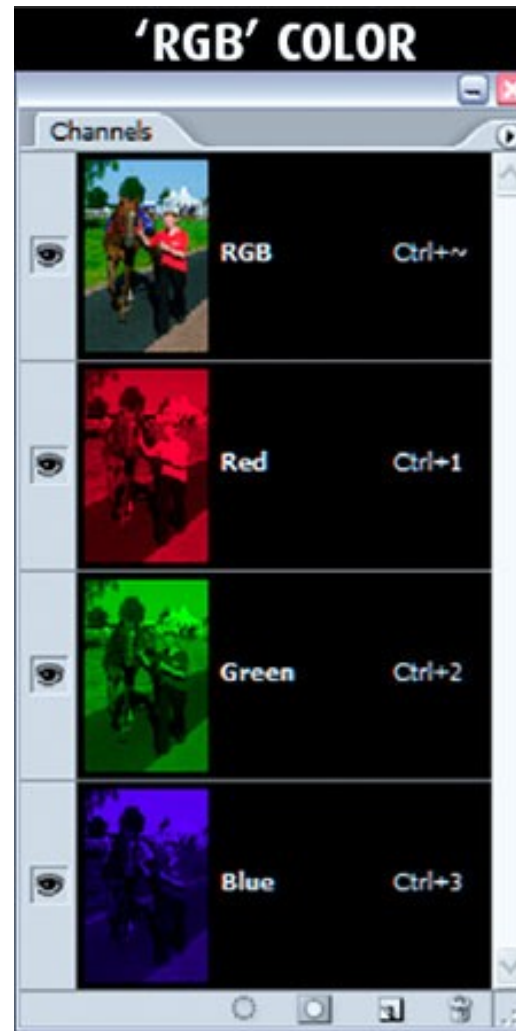 ‘RGB’ COLOR
Channels
RGB Ctrl+~
Red Ctrl+1
Green Ctrl+2
Blue Ctrl+3